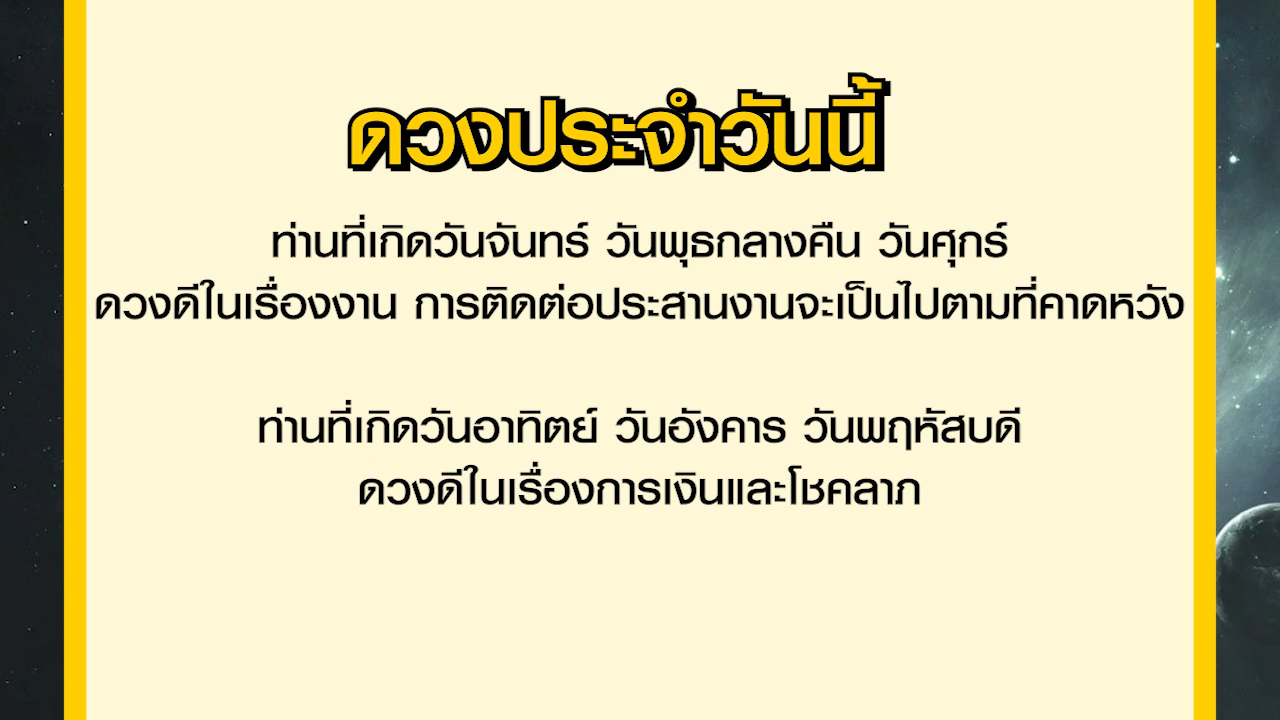 ดวงประจำวันนี้
ท่านที่เกิดวันจันทร์ วันพุธกลางคืน วันศุกร์
ดวงดีในเรื่องงาน การติดต่อประสานงานจะเป็นไปตามที่คาดหวัง
ท่านที่เกิดวันอาทิตย์ วันอังคาร วันพฤหัสบดี
ดวงดีในเรื่องการเงินและโชคลาภ